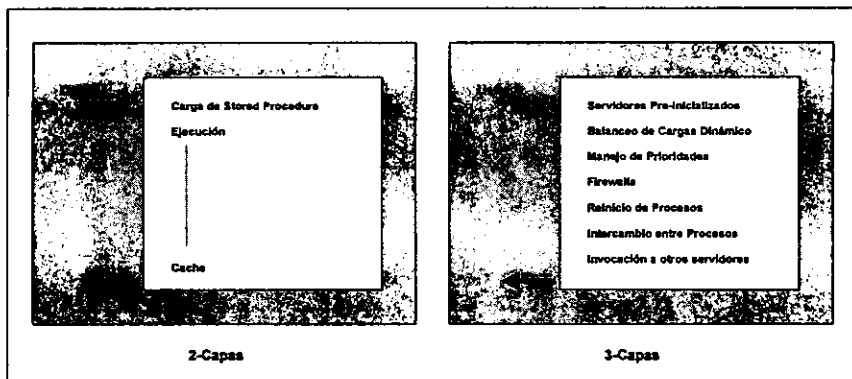 Carga de Stored Procedure
Ejecución
Cache
2-Capas
Servidores Pre-Inicializados
Balanceo de Cargas Dinámico
Manejo de Prioridades
Firewalls
Reinicio de Procesos
Intercambio entre Procesos
Invocación a otros servidores
3-Capas